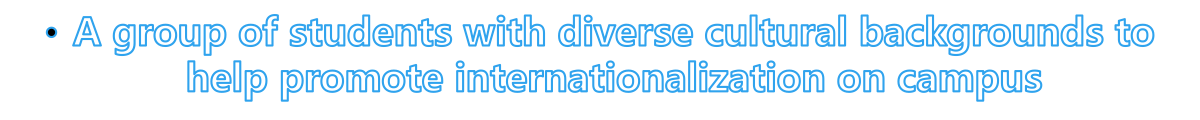 • A group of students with diverse cultural backgrounds to
help promote internationalization on campus